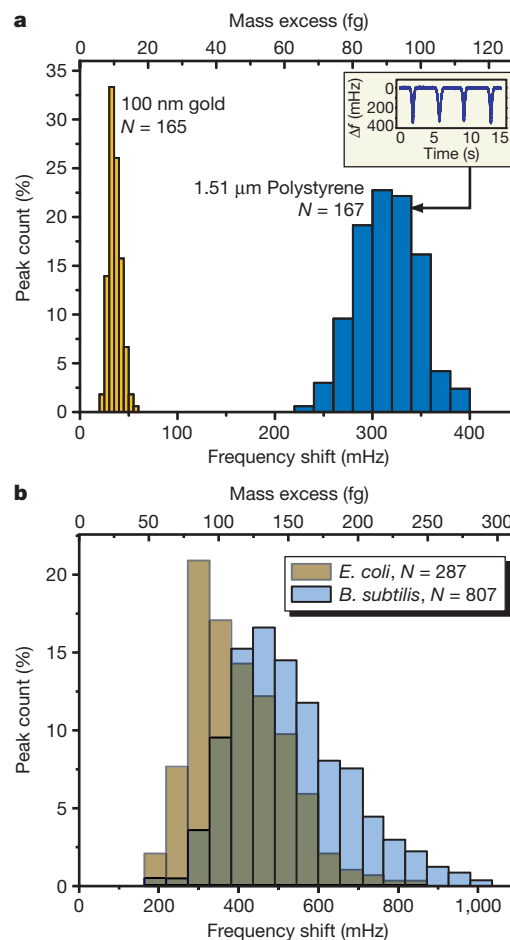 a
Mass excess (fg)
0 20 40 60 80 100 120
35
30
25
20
15
10
5
0
Peak count (%)
100 nm gold
N = 165
1.51 μm Polystyrene
N = 167
0
200
400
Δf (mHz)
0 5 10 15
Time (s)
0 100 200 300 400
Frequency shift (mHz)
b
Mass excess (fg)
0 50 100 150 200 250 300
20
15
10
5
0
Peak count (%)
E. coli, N = 287
B. subtilis, N = 807
200 400 600 800 1,000
Frequency shift (mHz)